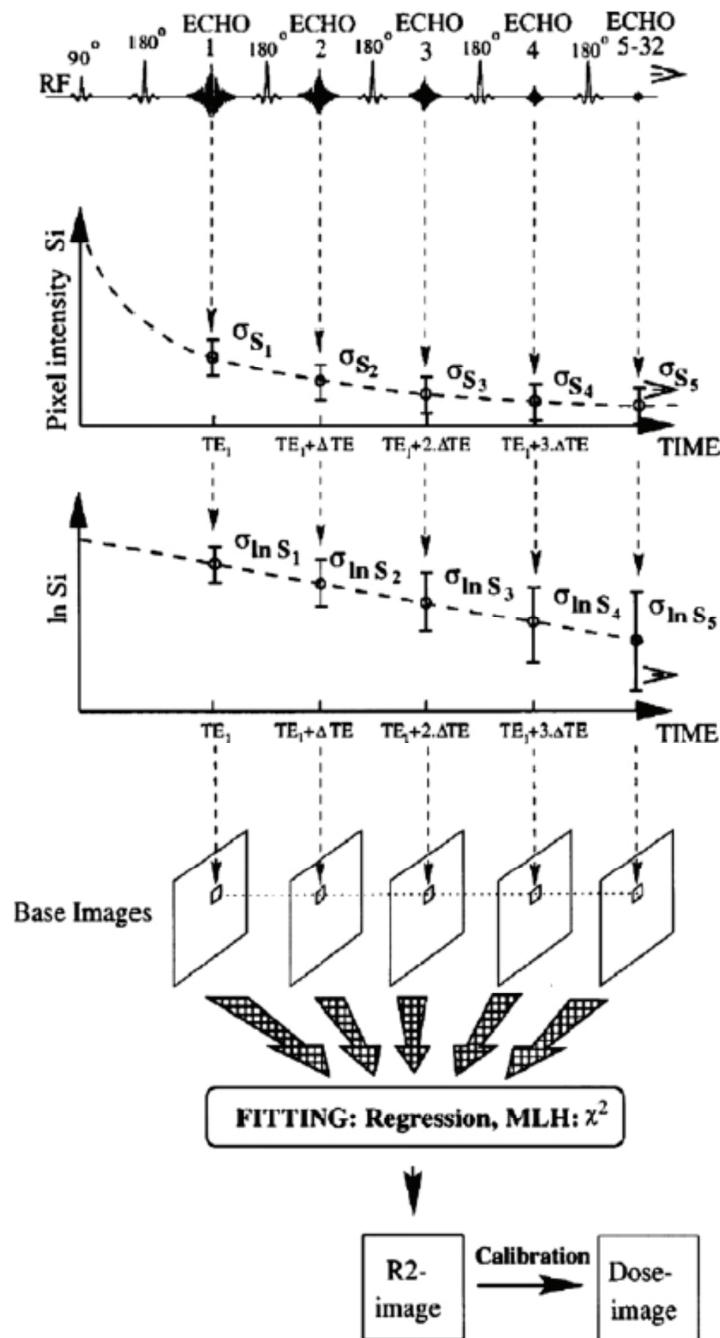 90° 180° ECHO 1 180° ECHO 2 180° ECHO 3 180° ECHO 4 180° ECHO 5-32
RF
Pixel intensity Si
σS₁ σS₂ σS₃ σS₄ σS₅
TE₁ TE₁+ΔTE TE₁+2.ΔTE TE₁+3.ΔTE TIME
ln Si
σln S₁ σln S₂ σln S₃ σln S₄ σln S₅
TE₁ TE₁+ΔTE TE₁+2.ΔTE TE₁+3.ΔTE TIME
Base Images
FITTING: Regression, MLH: χ²
R2-
image
Calibration
Dose-
image